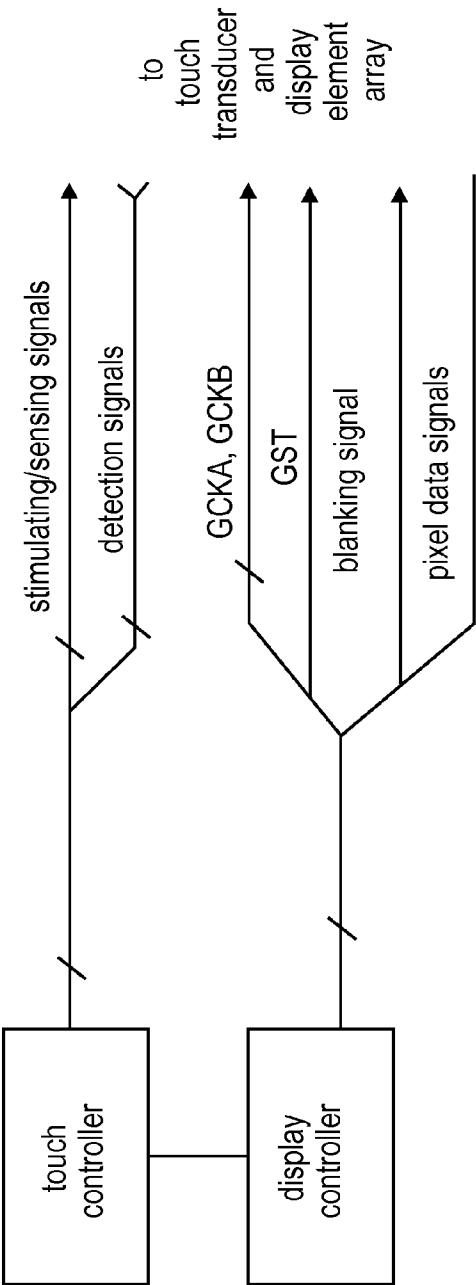 touch
controller
display
controller
stimulating/sensing signals
detection signals
GCKA, GCKB
GST
blanking signal
pixel data signals
to
touch
transducer
and
display
element
array